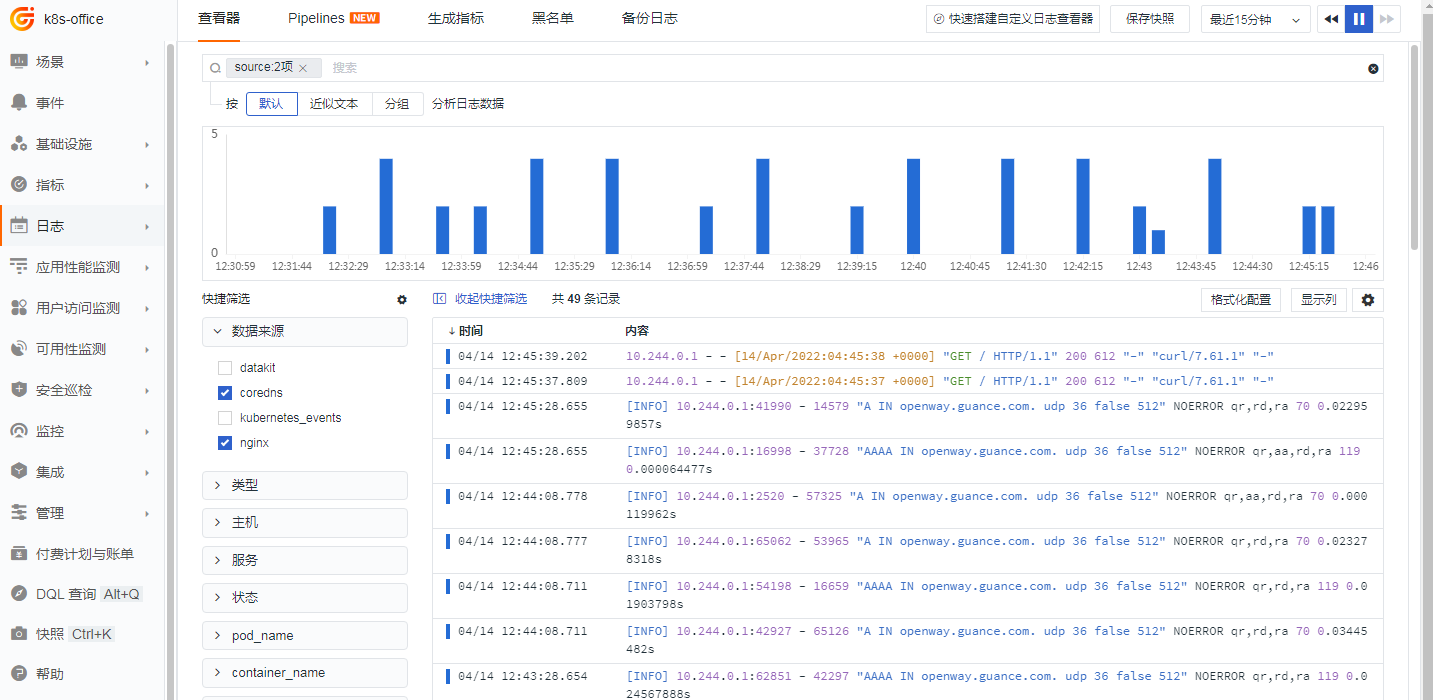 k8s-office
场景
事件
基础设施
指标
日志
应用性能监测
用户访问监测
可用性监测
安全巡检
监控
集成
管理
付费计划与账单
DQL 查询 Alt+Q
快照 Ctrl+K
帮助
查看器 Pipelines NEW 生成指标 黑名单 备份日志
快速搭建自定义日志查看器 保存快照 最近15分钟
source:2项 × 搜索
按 默认 近似文本 分组 分析日志数据
5
0
12:30:59 12:31:44 12:32:29 12:33:14 12:33:59 12:34:44 12:35:29 12:36:14 12:36:59 12:37:44 12:38:29 12:39:15 12:40 12:40:45 12:41:30 12:42:15 12:43 12:43:45 12:44:30 12:45:15 12:46
快捷筛选
数据来源
datakit
coredns
kubernetes_events
nginx
类型
主机
服务
状态
pod_name
container_name
收起快捷筛选 共 49 条记录 格式化配置 显示列
↓时间 内容
04/14 12:45:39.202 10.244.0.1 - - [14/Apr/2022:04:45:38 +0000] "GET / HTTP/1.1" 200 612 "-" "curl/7.61.1" "-"
04/14 12:45:37.809 10.244.0.1 - - [14/Apr/2022:04:45:37 +0000] "GET / HTTP/1.1" 200 612 "-" "curl/7.61.1" "-"
04/14 12:45:28.655 [INFO] 10.244.0.1:41990 - 14579 "A IN openway.guance.com. udp 36 false 512" NOERROR qr,rd,ra 70 0.02295
9857s
04/14 12:45:28.655 [INFO] 10.244.0.1:16998 - 37728 "AAAA IN openway.guance.com. udp 36 false 512" NOERROR qr,aa,rd,ra 119
0.000064477s
04/14 12:44:08.778 [INFO] 10.244.0.1:2520 - 57325 "A IN openway.guance.com. udp 36 false 512" NOERROR qr,aa,rd,ra 70 0.000
119962s
04/14 12:44:08.777 [INFO] 10.244.0.1:65062 - 53965 "A IN openway.guance.com. udp 36 false 512" NOERROR qr,rd,ra 70 0.02327
8318s
04/14 12:44:08.711 [INFO] 10.244.0.1:54198 - 16659 "AAAA IN openway.guance.com. udp 36 false 512" NOERROR qr,rd,ra 119 0.0
1903798s
04/14 12:44:08.711 [INFO] 10.244.0.1:42927 - 65126 "A IN openway.guance.com. udp 36 false 512" NOERROR qr,rd,ra 70 0.03445
482s
04/14 12:43:28.654 [INFO] 10.244.0.1:62851 - 42297 "AAAA IN openway.guance.com. udp 36 false 512" NOERROR qr,rd,ra 119 0.0
24567888s